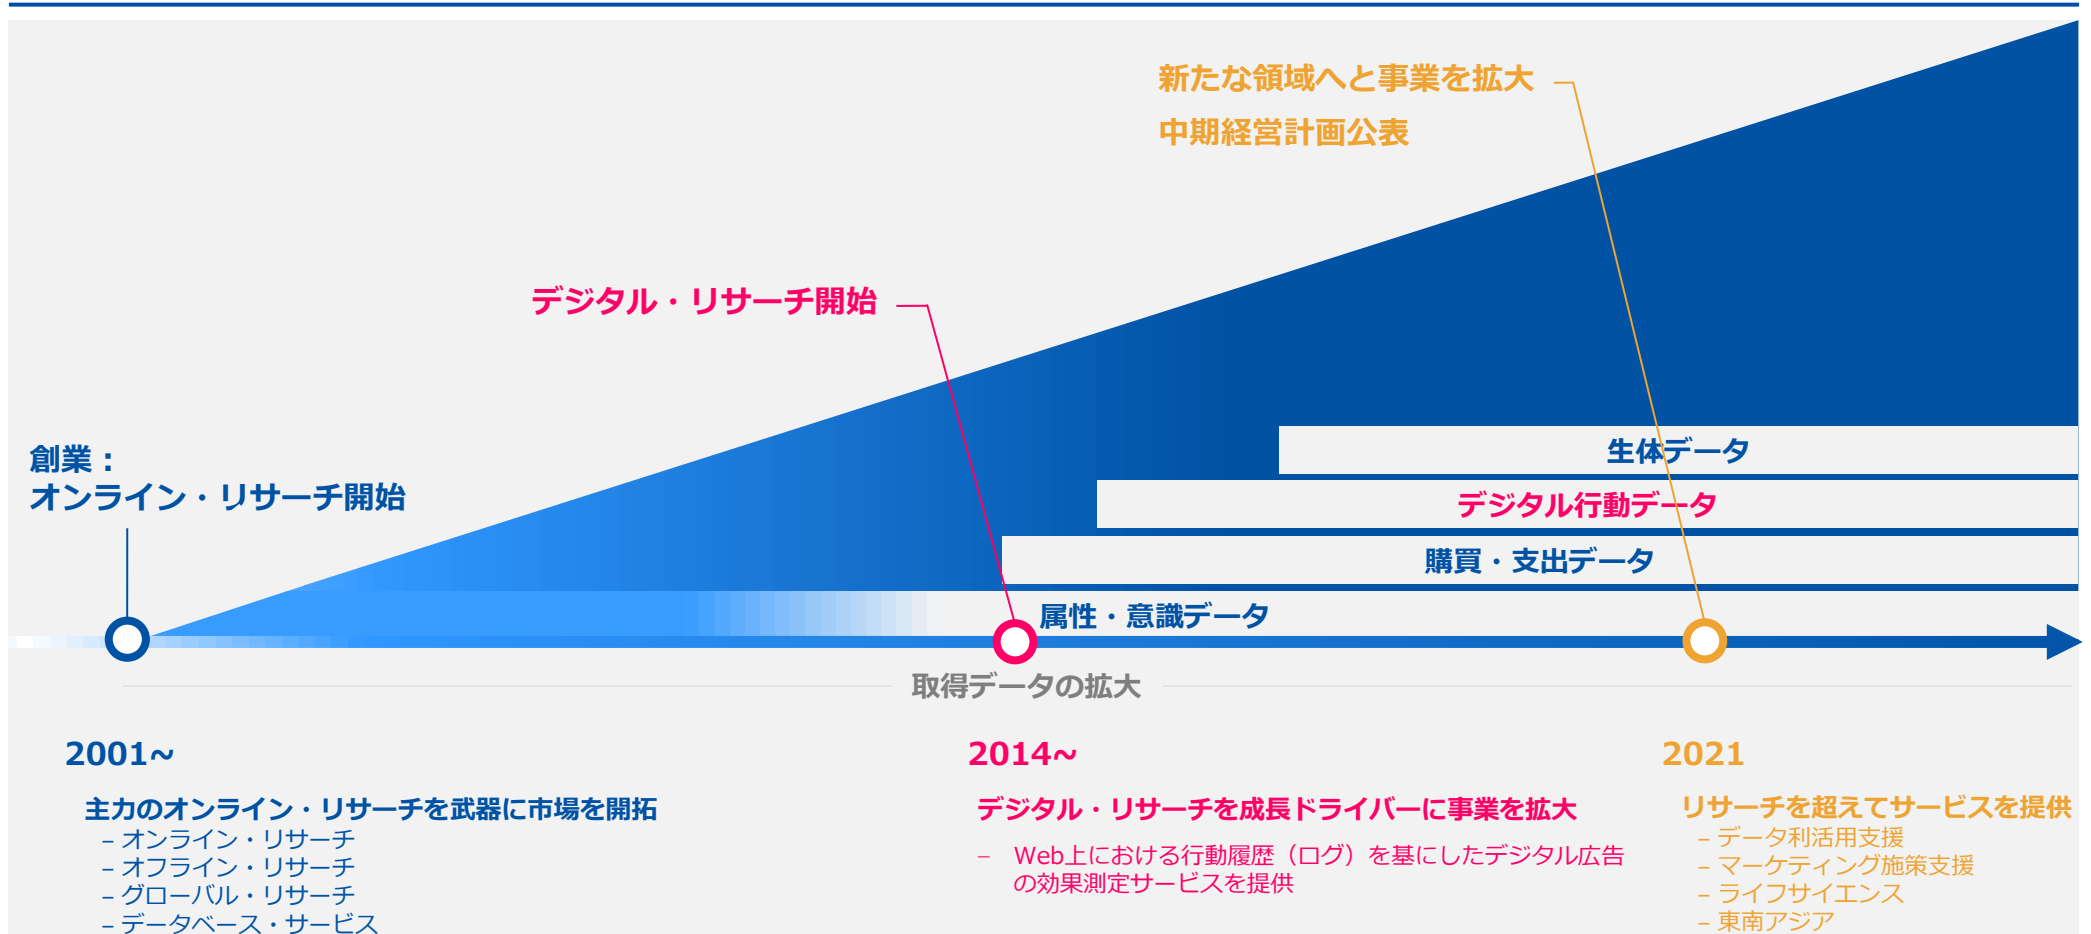 新たな領域へと事業を拡大
中期経営計画公表
デジタル・リサーチ開始
創業：
オンライン・リサーチ開始
生体データ
デジタル行動データ
購買・支出データ
属性・意識データ
取得データの拡大
2001~
主力のオンライン・リサーチを武器に市場を開拓
– オンライン・リサーチ
– オフライン・リサーチ
– グローバル・リサーチ
– データベース・サービス
2014~
デジタル・リサーチを成長ドライバーに事業を拡大
– Web上における行動履歴（ログ）を基にしたデジタル広告
の効果測定サービスを提供
2021
リサーチを超えてサービスを提供
– データ利活用支援
– マーケティング施策支援
– ライフサイエンス
– 東南アジア